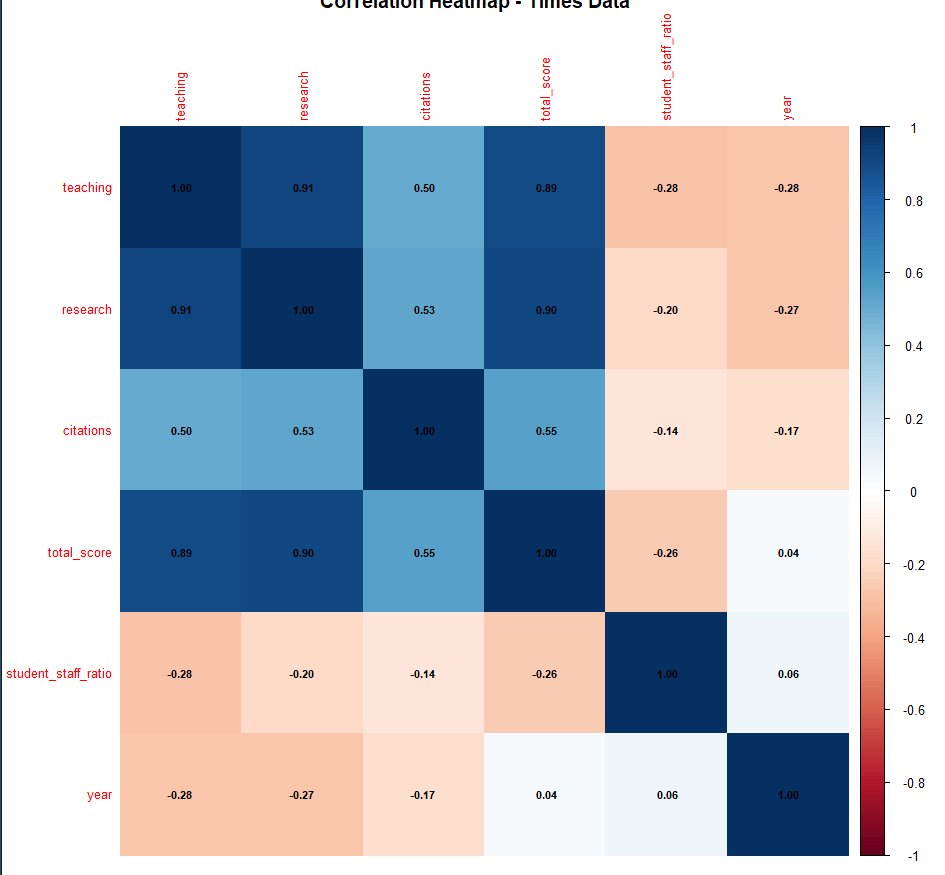 Correlation Heatmap - Times Data
teaching research citations total_score student_staff_ratio year
teaching 1.00 0.91 0.50 0.89 -0.28 -0.28
research 0.91 1.00 0.53 0.90 -0.20 -0.27
citations 0.50 0.53 1.00 0.55 -0.14 -0.17
total_score 0.89 0.90 0.55 1.00 -0.26 0.04
student_staff_ratio -0.28 -0.20 -0.14 -0.26 1.00 0.06
year -0.28 -0.27 -0.17 0.04 0.06 1.00
1
0.8
0.6
0.4
0.2
0
-0.2
-0.4
-0.6
-0.8
-1